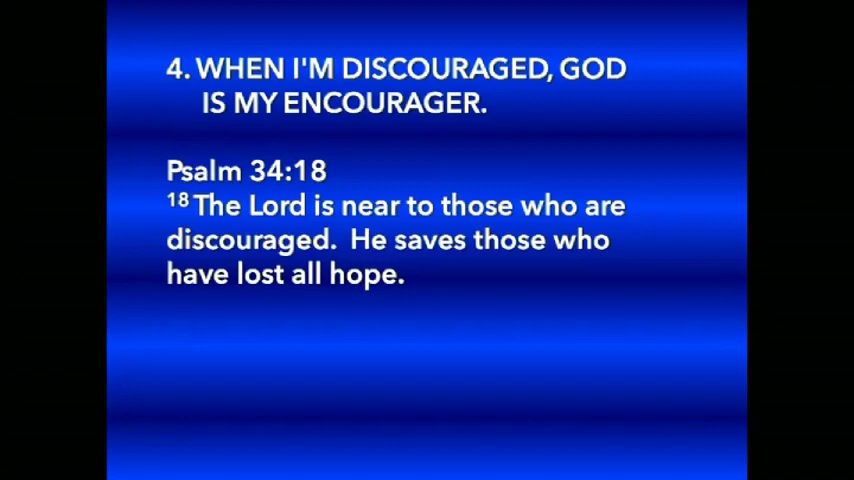 4. WHEN I'M DISCOURAGED, GOD
IS MY ENCOURAGER.
Psalm 34:18
18 The Lord is near to those who are
discouraged. He saves those who
have lost all hope.